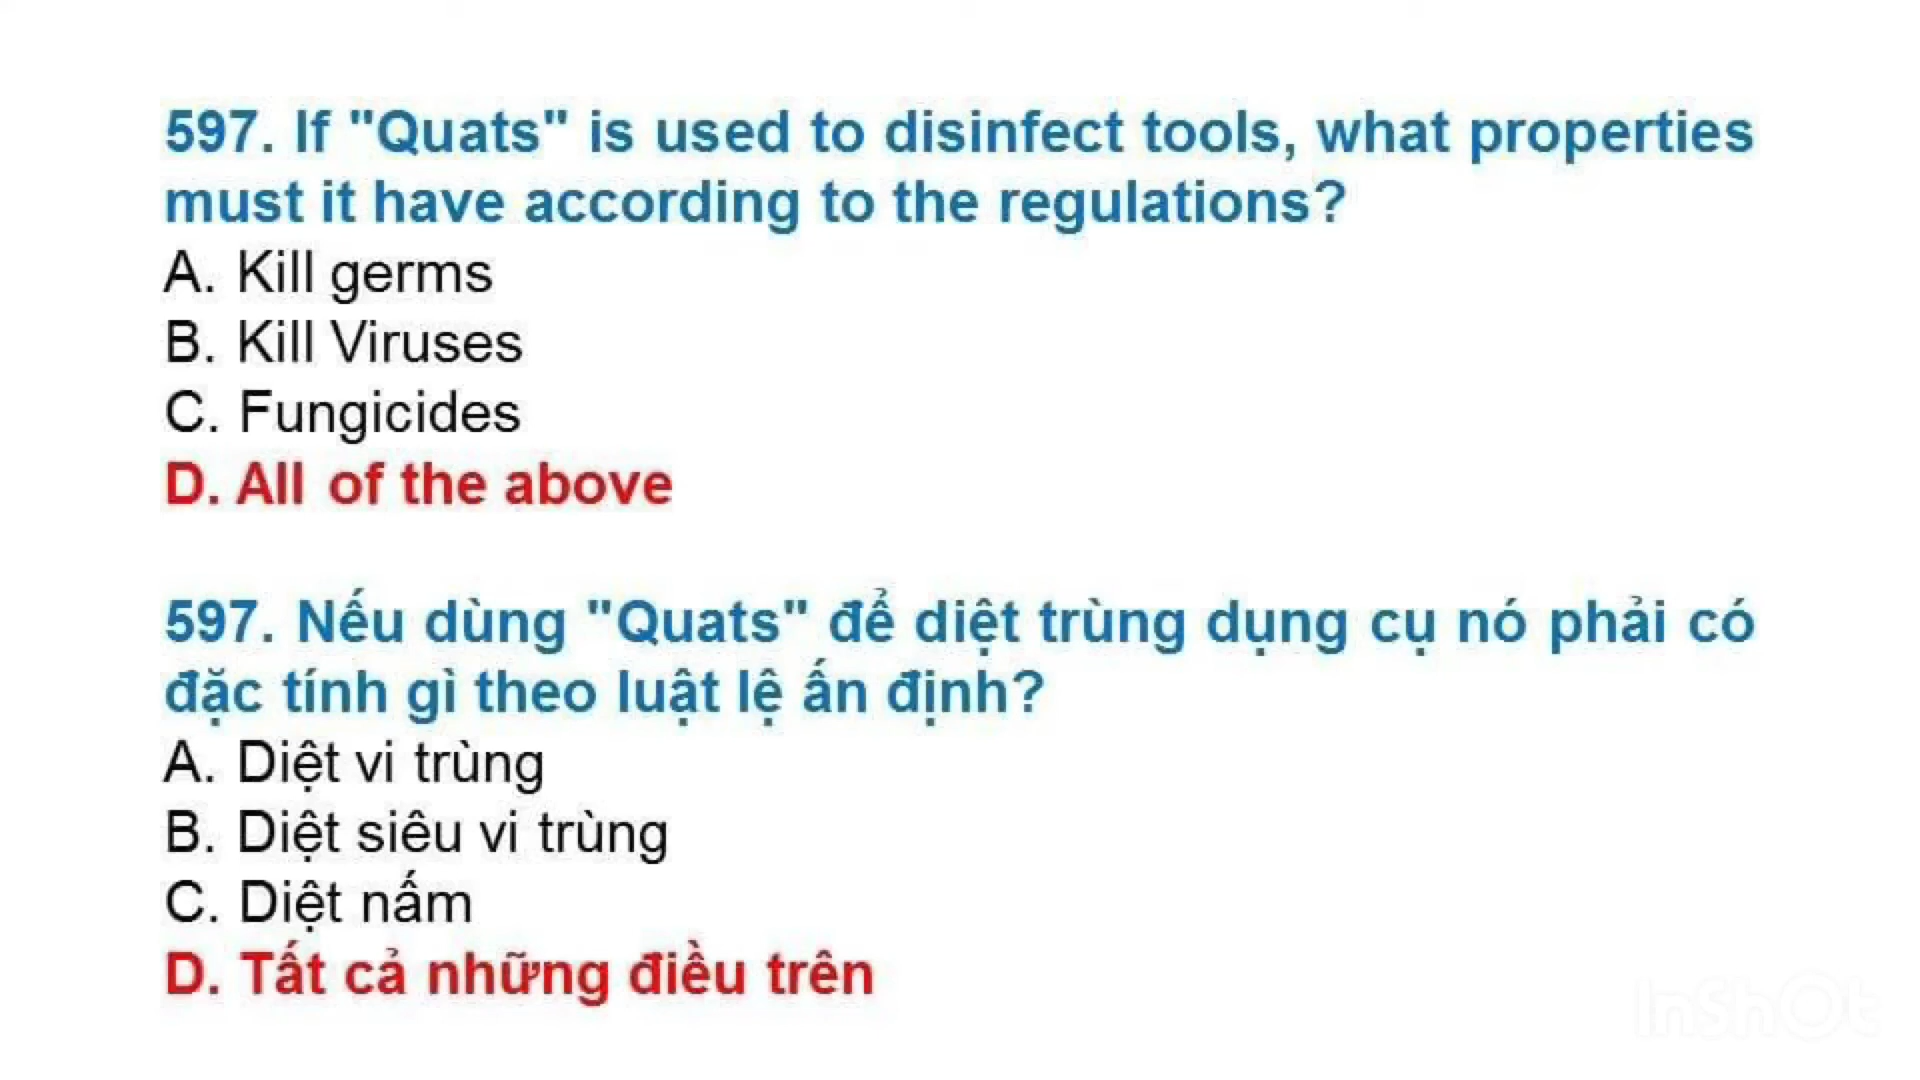 597. If "Quats" is used to disinfect tools, what properties
must it have according to the regulations?
A. Kill germs
B. Kill Viruses
C. Fungicides
D. All of the above
597. Nếu dùng "Quats" để diệt trùng dụng cụ nó phải có
đặc tính gì theo luật lệ ấn định?
A. Diệt vi trùng
B. Diệt siêu vi trùng
C. Diệt nấm
D. Tất cả những điều trên
InShOt